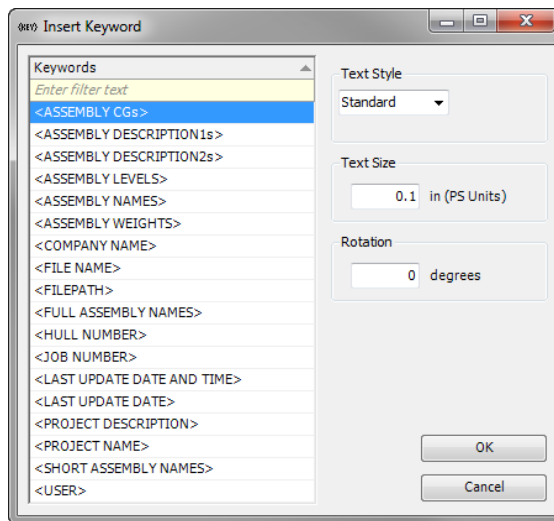 {KEY} Insert Keyword
Keywords
Enter filter text
<ASSEMBLY CGs>
<ASSEMBLY DESCRIPTION1s>
<ASSEMBLY DESCRIPTION2s>
<ASSEMBLY LEVELS>
<ASSEMBLY NAMES>
<ASSEMBLY WEIGHTS>
<COMPANY NAME>
<FILE NAME>
<FILEPATH>
<FULL ASSEMBLY NAMES>
<HULL NUMBER>
<JOB NUMBER>
<LAST UPDATE DATE AND TIME>
<LAST UPDATE DATE>
<PROJECT DESCRIPTION>
<PROJECT NAME>
<SHORT ASSEMBLY NAMES>
<USER>
Text Style
Standard
Text Size
0.1 in (PS Units)
Rotation
0 degrees
OK
Cancel